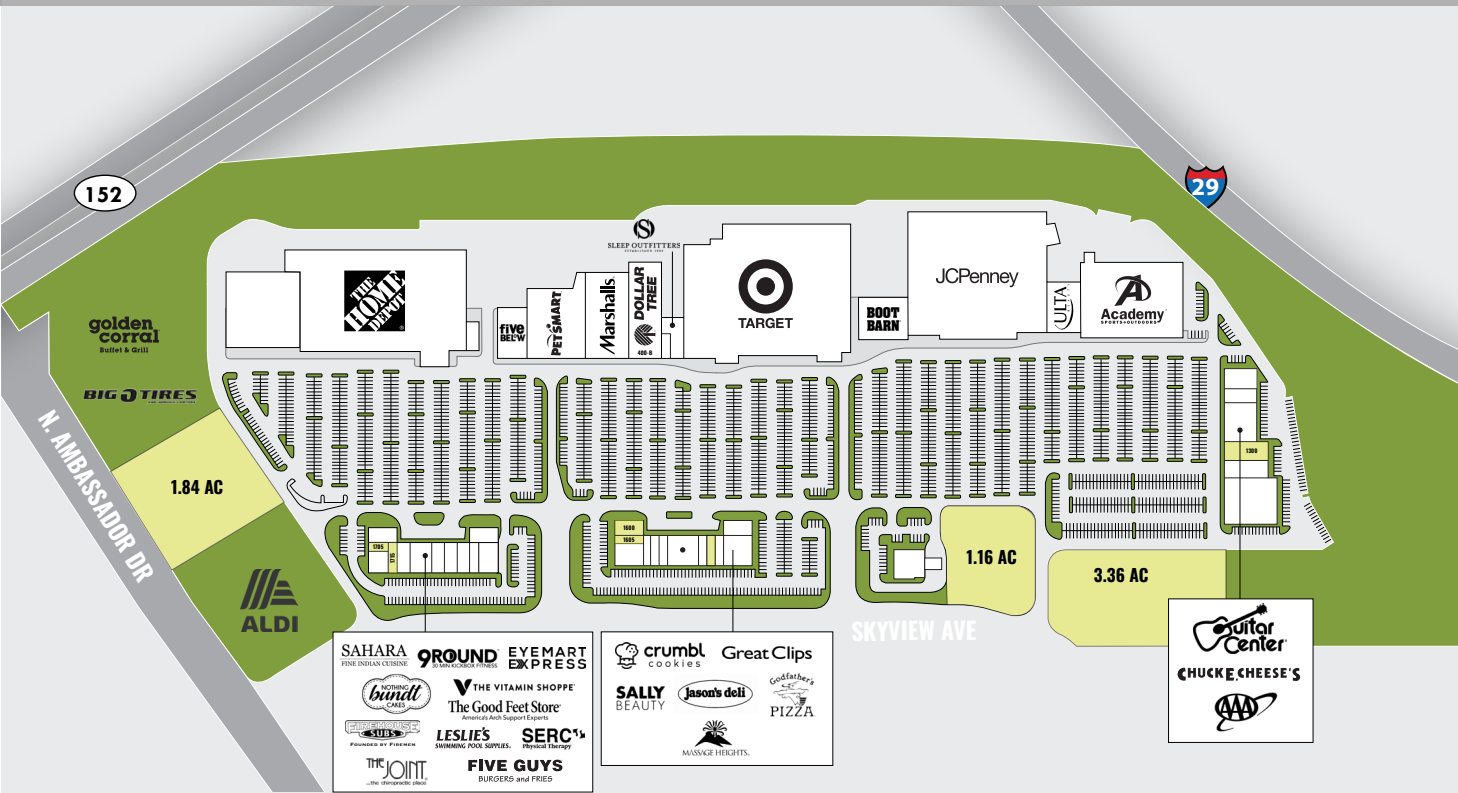 152
29
SLEEP OUTFITTERS
ESTABLISHED 1982
THE
HOME
DEPOT
five
BEL°W
PETSMART
Marshalls
DOLLAR
TREE
400-B
TARGET
BOOT
BARN
JCPenney
ULTA
Academy
SPORTS+OUTDOORS
golden
corral
Buffet & Grill
BIG O TIRES
N. AMBASSADOR DR
1.84 AC
ALDI
1705
1715
1600
1605
1300
1.16 AC
3.36 AC
SKYVIEW AVE
SAHARA
FINE INDIAN CUISINE
9ROUND
30 MIN KICKBOX FITNESS
EYEMART
EXPRESS
NOTHING
bundt
CAKES
THE VITAMIN SHOPPE
The Good Feet Store
America's Arch Support Experts
FIREHOUSE
SUBS
FOUNDED BY FIREMEN
LESLIE'S
SWIMMING POOL SUPPLIES.
SERC
Physical Therapy
THE JOINT
...the chiropractic place
FIVE GUYS
BURGERS and FRIES
crumbl
cookies
Great Clips
SALLY
BEAUTY
Jason's deli
Godfather's
PIZZA
MASSAGE HEIGHTS.
Guitar
Center
CHUCK E. CHEESE'S
AAA